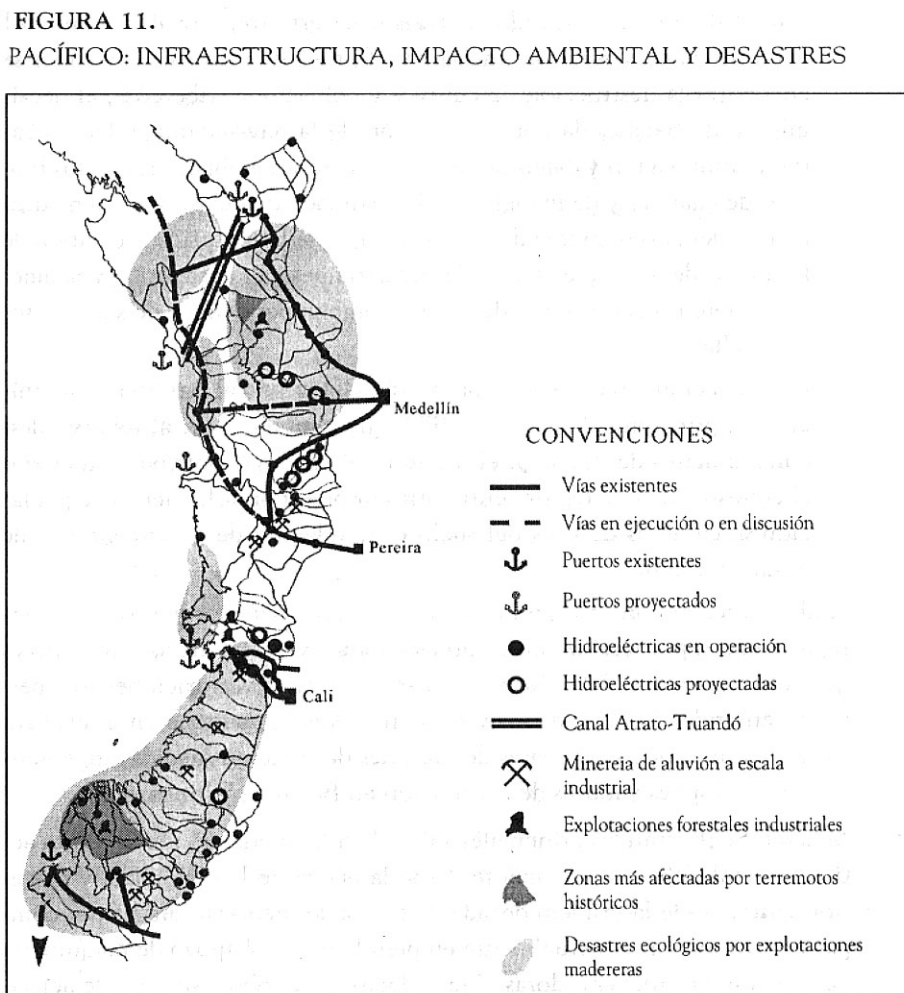 FIGURA 11.
PACÍFICO: INFRAESTRUCTURA, IMPACTO AMBIENTAL Y DESASTRES
Medellín
Pereira
Cali
CONVENCIONES
Vías existentes
Vías en ejecución o en discusión
Puertos existentes
Puertos proyectados
Hidroeléctricas en operación
Hidroeléctricas proyectadas
Canal Atrato-Truandó
Minereia de aluvión a escala
industrial
Explotaciones forestales industriales
Zonas más afectadas por terremotos
históricos
Desastres ecológicos por explotaciones
madereras